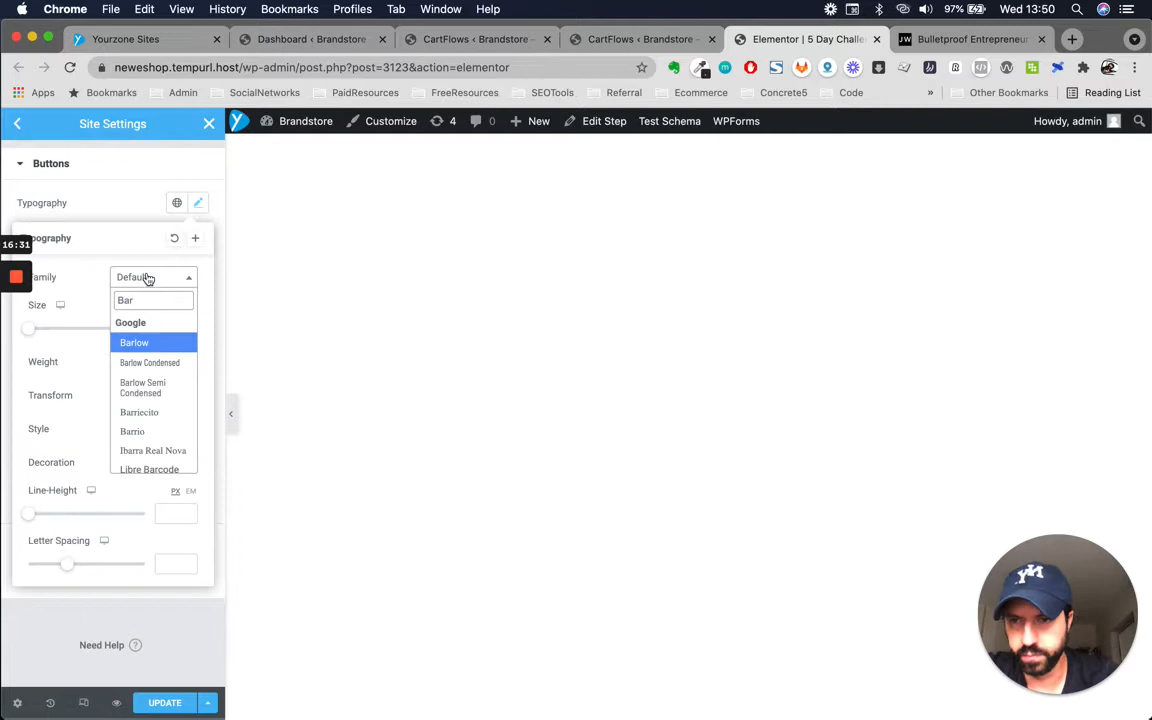 Chrome File Edit View History Bookmarks Profiles Tab Window Help 97% Wed 13:50
Yourzone Sites Dashboard ‹ Brandstore CartFlows ‹ Brandstore – CartFlows ‹ Brandstore – Elementor | 5 Day Challe Bulletproof Entrepreneur
neweshop.tempurl.host/wp-admin/post.php?post=3123&action=elementor
Apps Bookmarks Admin SocialNetworks PaidResources FreeResources SEOTools Referral Ecommerce Concrete5 Code » Other Bookmarks Reading List
Site Settings Brandstore Customize 4 0 New Edit Step Test Schema WPForms Howdy, admin
Buttons
Typography
ypography
16:31
Family Default
Bar
Size
Google
Barlow
Weight Barlow Condensed
Barlow Semi
Condensed
Transform
Barriecito
Style Barrio
Ibarra Real Nova
Decoration Libre Barcode
Line-Height PX EM
Letter Spacing
Need Help ?
UPDATE